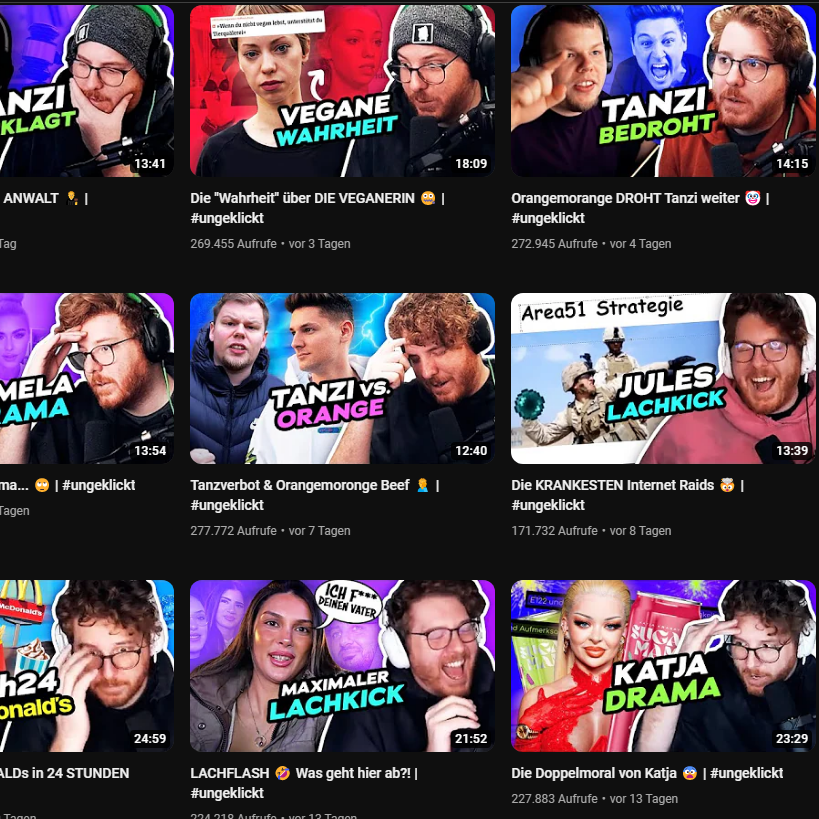 ANZI
KLAGT
13:41
= «Wenn du nicht vegan lebst, unterstützt du
Tierquälerei»
VEGANE
WAHRHEIT
18:09
TANZI
BEDROHT
14:15
ANWALT 🤦‍♂️ |
Die "Wahrheit" über DIE VEGANERIN 🤬 |
#ungeklickt
Orangemorange DROHT Tanzi weiter 🤡 |
#ungeklickt
Tag
269.455 Aufrufe • vor 3 Tagen
272.945 Aufrufe • vor 4 Tagen
MELA
RAMA
13:54
TANZI VS.
ORANGE
12:40
Area51 Strategie
JULES
LACHKICK
13:39
ma... 🙄 | #ungeklickt
Tanzverbot & Orangemoronge Beef 🤦‍♂️ |
#ungeklickt
Die KRANKESTEN Internet Raids 🤯 |
#ungeklickt
Tagen
277.772 Aufrufe • vor 7 Tagen
171.732 Aufrufe • vor 8 Tagen
McDonald's
h24
onald's
24:59
ICH F***
DEINEN VATER
MAXIMALER
LACHKICK
21:52
E122 und
d Aufmerkso
KATJA
DRAMA
23:29
ALDs in 24 STUNDEN
LACHFLASH 🤣 Was geht hier ab?! |
#ungeklickt
Die Doppelmoral von Katja 😨 | #ungeklickt
Tagen
224.218 Aufrufe • vor 13 Tagen
227.883 Aufrufe • vor 13 Tagen